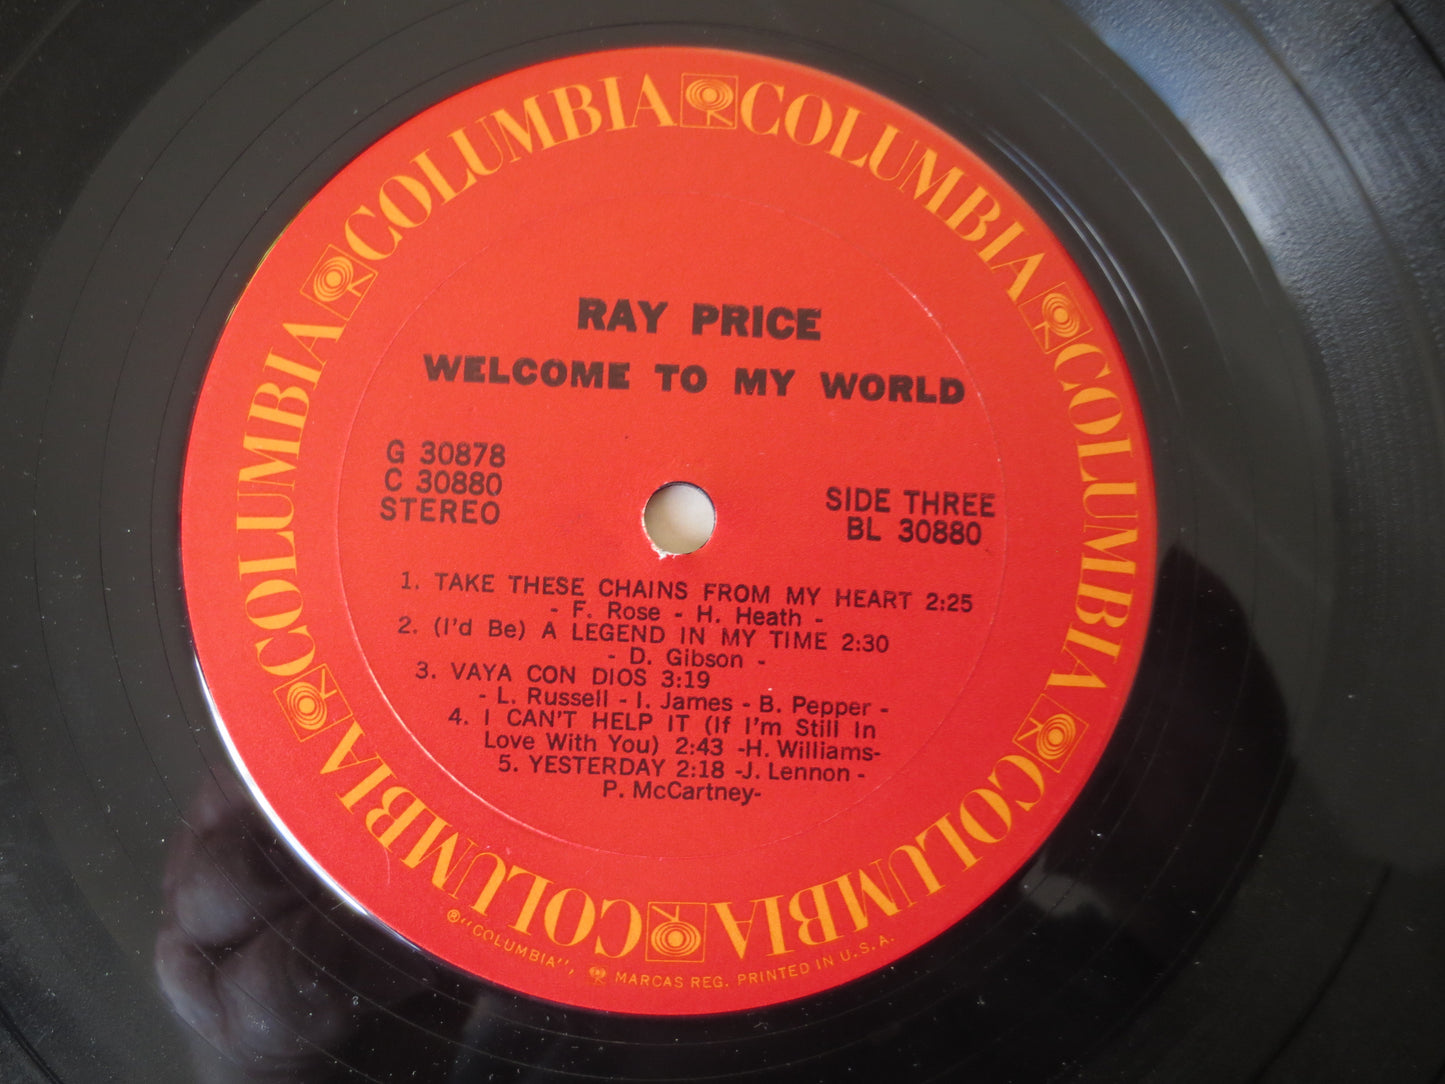 COLUMBIA COLUMBIA COLUMBIA COLUMBIA COLUMBIA COLUMBIA
RAY PRICE
WELCOME TO MY WORLD
G 30878
C 30880
STEREO
SIDE THREE
BL 30880
1. TAKE THESE CHAINS FROM MY HEART 2:25
- F. Rose - H. Heath -
2. (I'd Be) A LEGEND IN MY TIME 2:30
- D. Gibson -
3. VAYA CON DIOS 3:19
- L. Russell - I. James - B. Pepper -
4. I CAN'T HELP IT (If I'm Still In
Love With You) 2:43 -H. Williams-
5. YESTERDAY 2:18 -J. Lennon -
P. McCartney-
® "COLUMBIA", MARCAS REG. PRINTED IN U.S.A.